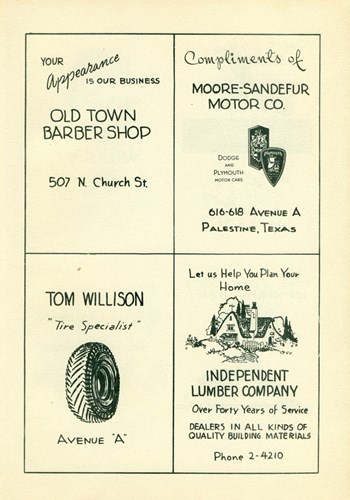 YOUR
Appearance
IS OUR BUSINESS
OLD TOWN
BARBER SHOP
507 N. Church St.
Compliments of
MOORE-SANDEFUR
MOTOR CO.
DODGE
AND
PLYMOUTH
MOTOR CARS
616-618 AVENUE A
PALESTINE, TEXAS
TOM WILLISON
"Tire Specialist"
AVENUE "A"
Let us Help You Plan Your
Home
INDEPENDENT
LUMBER COMPANY
Over Forty Years of Service
DEALERS IN ALL KINDS OF
QUALITY BUILDING MATERIALS
Phone 2-4210